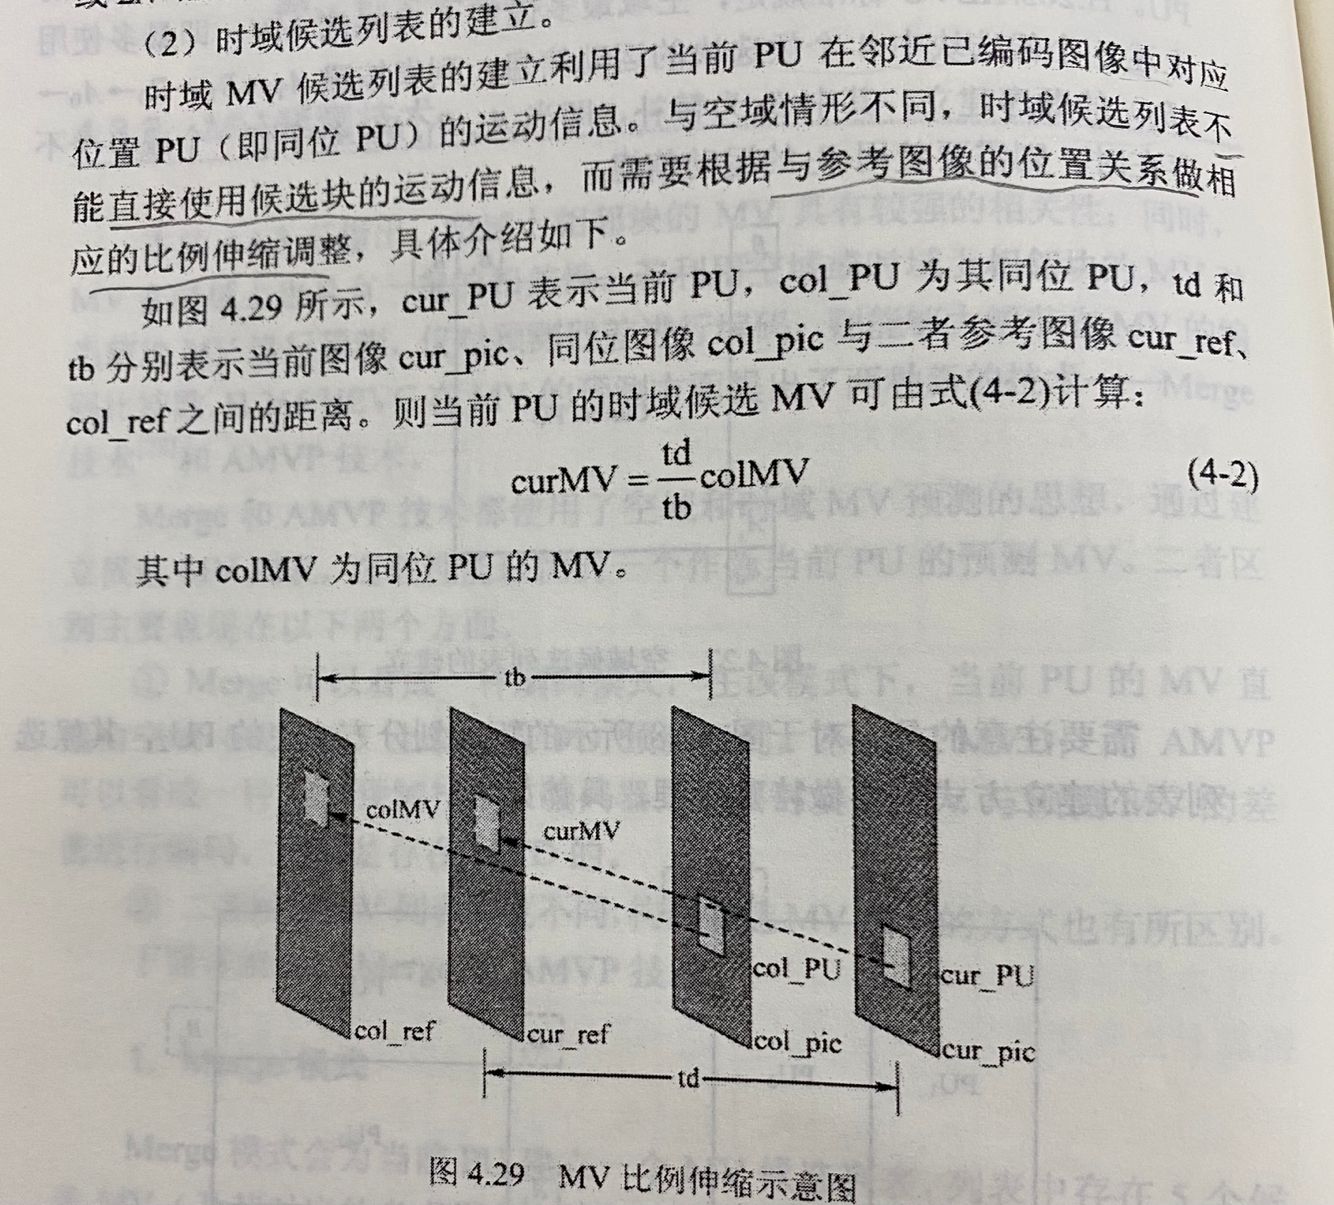 （2）时域候选列表的建立。
时域 MV 候选列表的建立利用了当前 PU 在邻近已编码图像中对应
位置 PU（即同位 PU）的运动信息。与空域情形不同，时域候选列表不
能直接使用候选块的运动信息，而需要根据与参考图像的位置关系做相
应的比例伸缩调整，具体介绍如下。
如图 4.29 所示，cur_PU 表示当前 PU，col_PU 为其同位 PU，td 和
tb 分别表示当前图像 cur_pic、同位图像 col_pic 与二者参考图像 cur_ref、
col_ref 之间的距离。则当前 PU 的时域候选 MV 可由式(4-2)计算：
curMV = td/tb colMV (4-2)
其中 colMV 为同位 PU 的 MV。
tb
colMV
curMV
col_PU
cur_PU
col_ref
cur_ref
col_pic
cur_pic
td
图 4.29 MV 比例伸缩示意图